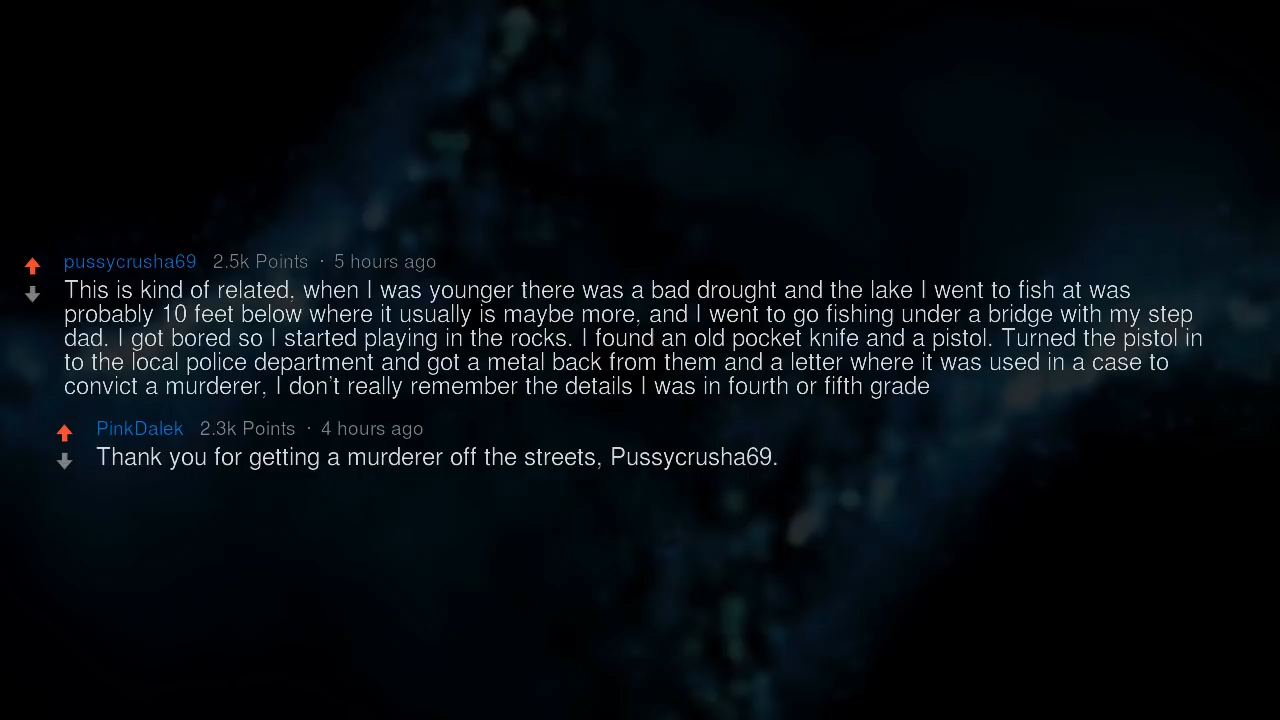 pussycrusha69 2.5k Points · 5 hours ago
This is kind of related, when I was younger there was a bad drought and the lake I went to fish at was
probably 10 feet below where it usually is maybe more, and I went to go fishing under a bridge with my step
dad. I got bored so I started playing in the rocks. I found an old pocket knife and a pistol. Turned the pistol in
to the local police department and got a metal back from them and a letter where it was used in a case to
convict a murderer, I don't really remember the details I was in fourth or fifth grade
PinkDalek 2.3k Points · 4 hours ago
Thank you for getting a murderer off the streets, Pussycrusha69.